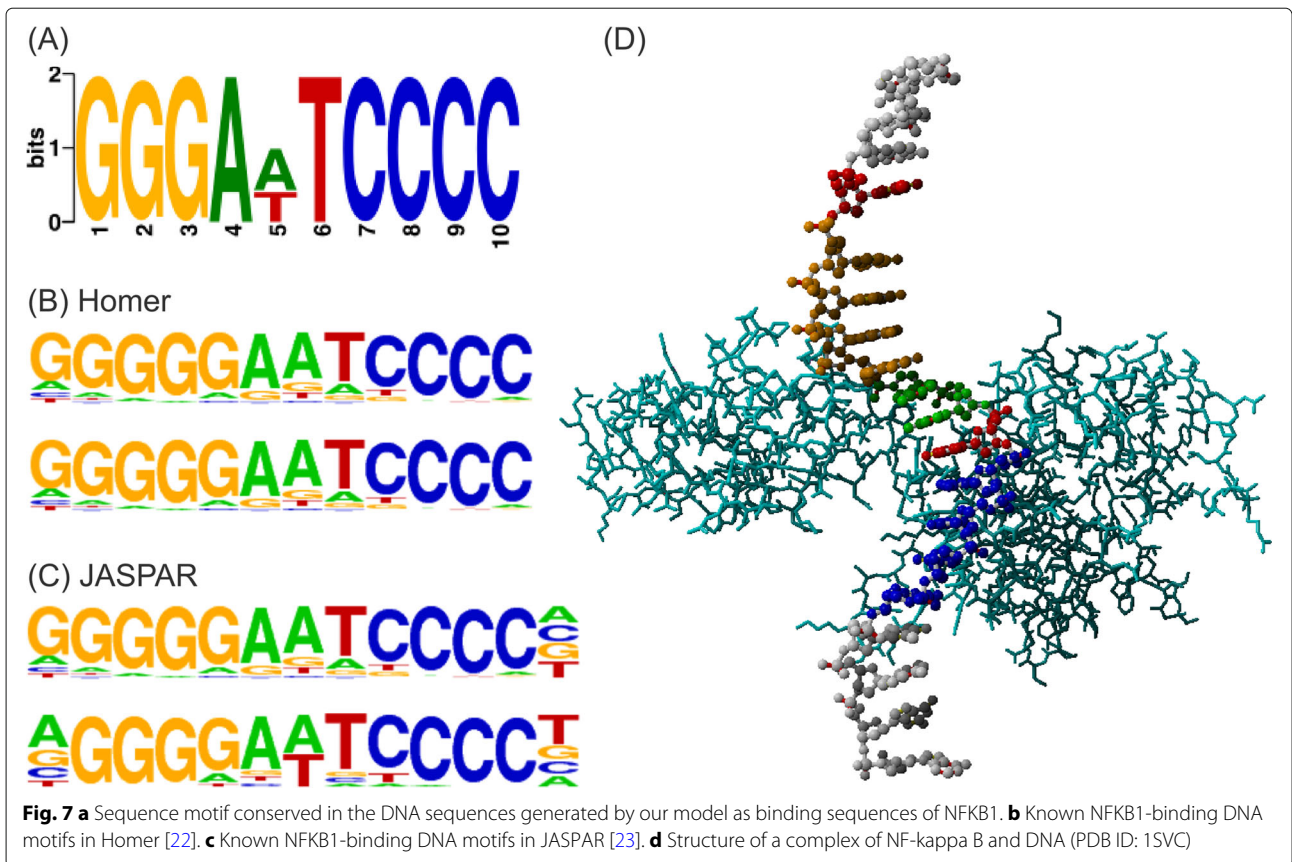 (A)
(D)
2
1
0
bits
GGGAATCCCC
T
1 2 3 4 5 6 7 8 9 10
(B) Homer
GGGGGAATCCCC
GGGGGAATCCCC
(C) JASPAR
GGGGGAATCCCCA
C
G
T
AGGGGAATCCCCT
G
C
A
Fig. 7 a Sequence motif conserved in the DNA sequences generated by our model as binding sequences of NFKB1. b Known NFKB1-binding DNA
motifs in Homer [22]. c Known NFKB1-binding DNA motifs in JASPAR [23]. d Structure of a complex of NF-kappa B and DNA (PDB ID: 1SVC)